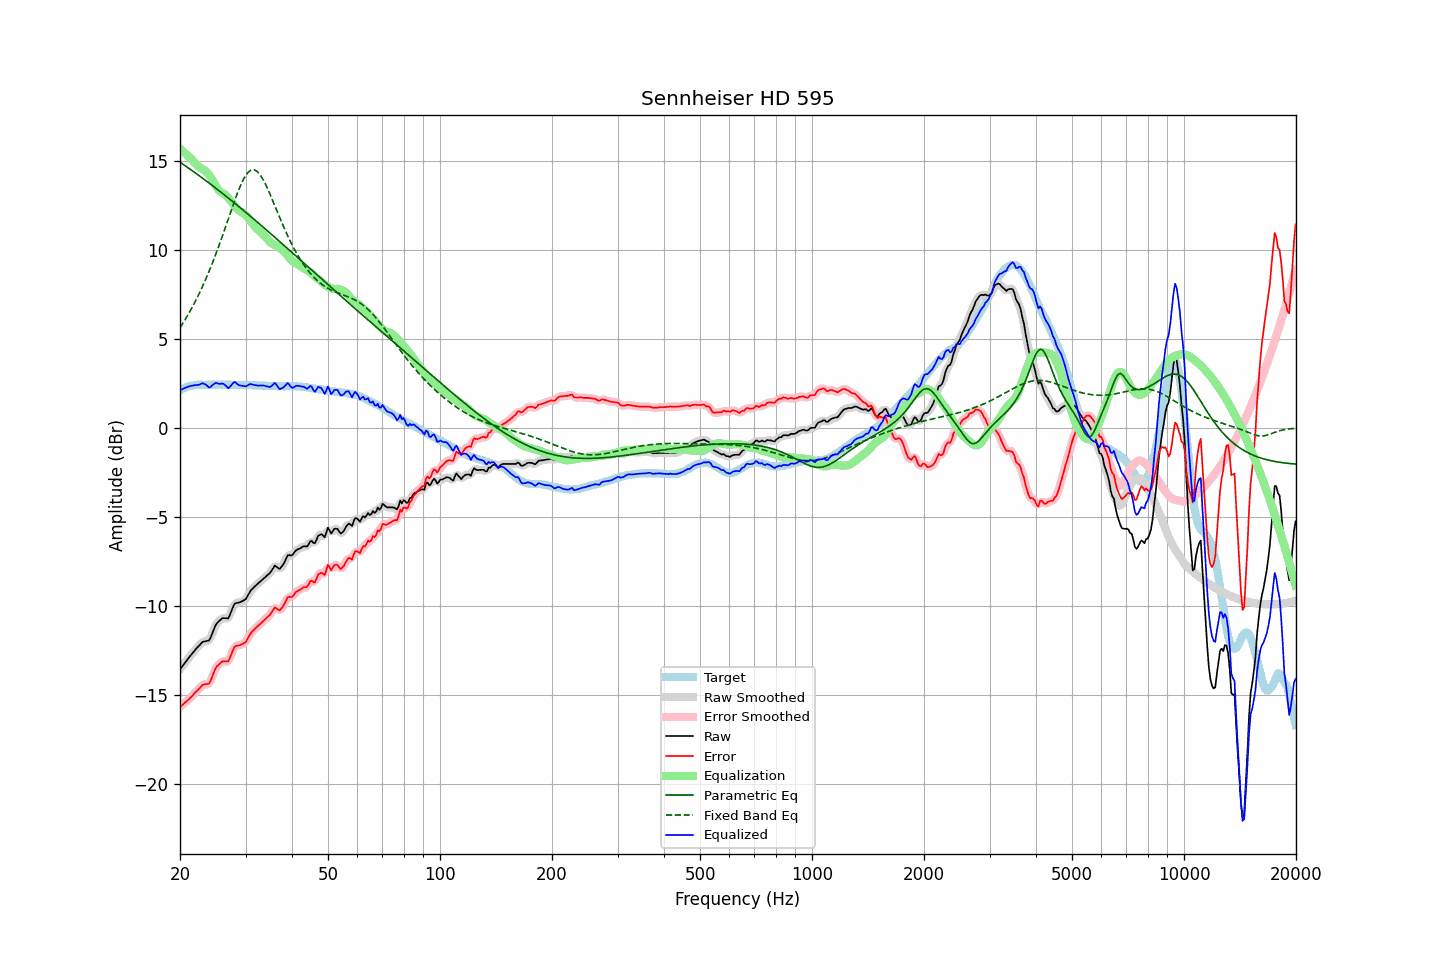 Sennheiser HD 595
Amplitude (dBr)
15
10
5
0
−5
−10
−15
−20
Target
Raw Smoothed
Error Smoothed
Raw
Error
Equalization
Parametric Eq
Fixed Band Eq
Equalized
20 50 100 200 500 1000 2000 5000 10000 20000
Frequency (Hz)